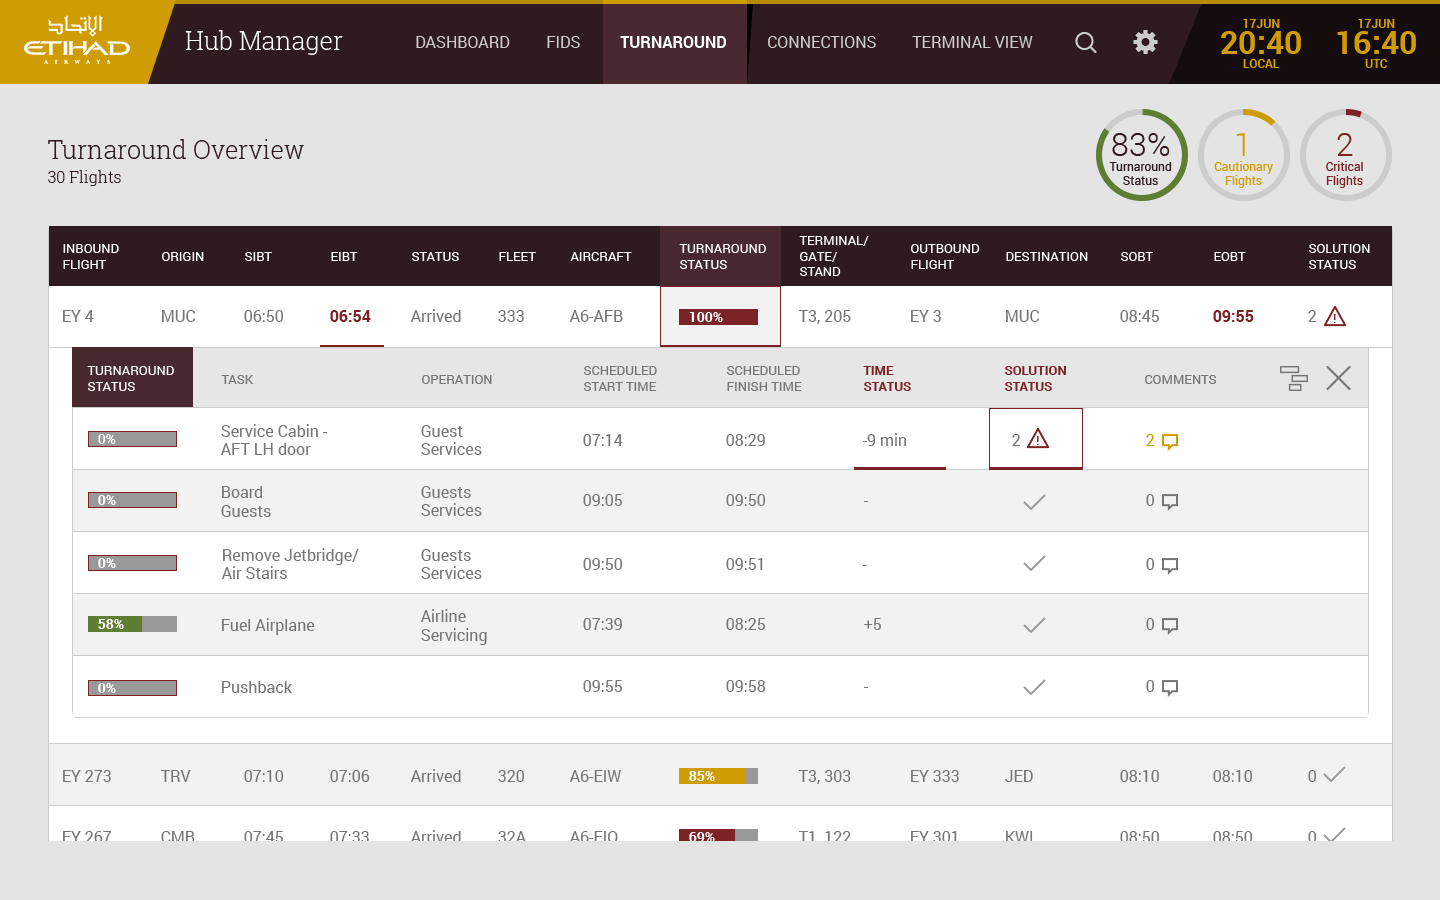 الإتحاد
ETIHAD
AIRWAYS
Hub Manager
DASHBOARD
FIDS
TURNAROUND
CONNECTIONS
TERMINAL VIEW
17JUN
20:40
LOCAL
17JUN
16:40
UTC
Turnaround Overview
30 Flights
83%
Turnaround
Status
1
Cautionary
Flights
2
Critical
Flights
INBOUND
FLIGHT
ORIGIN
SIBT
EIBT
STATUS
FLEET
AIRCRAFT
TURNAROUND
STATUS
TERMINAL/
GATE/
STAND
OUTBOUND
FLIGHT
DESTINATION
SOBT
EOBT
SOLUTION
STATUS
EY 4 MUC 06:50 06:54 Arrived 333 A6-AFB 100% T3, 205 EY 3 MUC 08:45 09:55 2
TURNAROUND
STATUS
TASK
OPERATION
SCHEDULED
START TIME
SCHEDULED
FINISH TIME
TIME
STATUS
SOLUTION
STATUS
COMMENTS
0%
Service Cabin -
AFT LH door
Guest
Services
07:14 08:29 -9 min 2 2
0%
Board
Guests
Guests
Services
09:05 09:50 - 0
0%
Remove Jetbridge/
Air Stairs
Guests
Services
09:50 09:51 - 0
58%
Fuel Airplane
Airline
Servicing
07:39 08:25 +5 0
0%
Pushback
09:55 09:58 - 0
EY 273 TRV 07:10 07:06 Arrived 320 A6-EIW 85% T3, 303 EY 333 JED 08:10 08:10 0
EY 267 CMB 07:45 07:33 Arrived 32A 69% T1, 122 EY 301 KWI 08:50 08:50 0